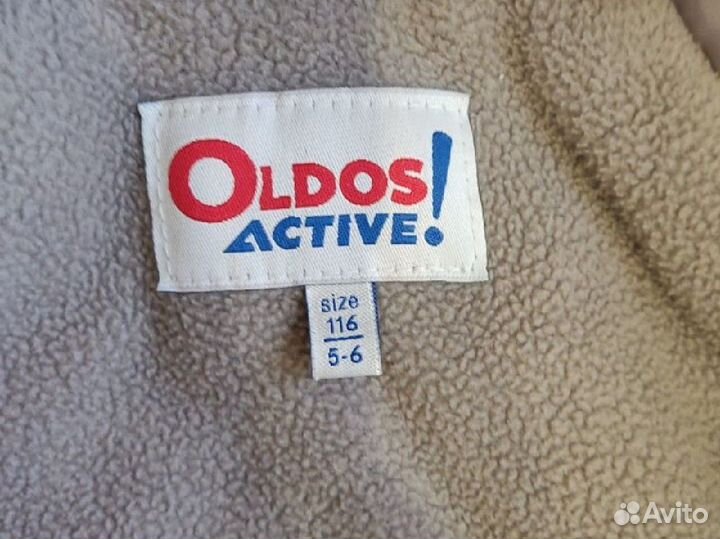 OLDOS
ACTIVE!
size
116
5-6
Avito